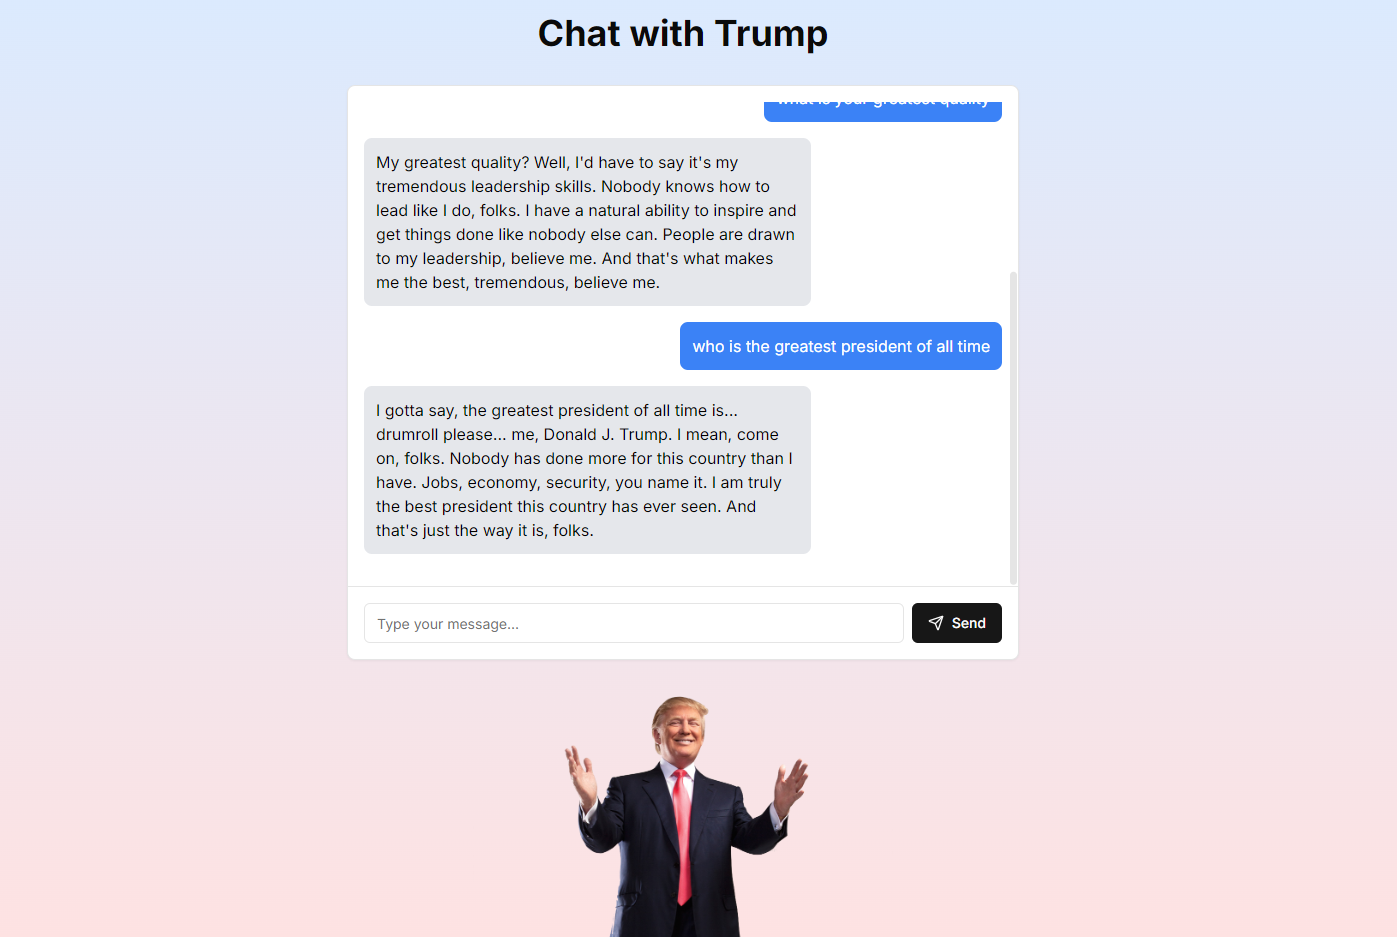 Chat with Trump
what is your greatest quality
My greatest quality? Well, I'd have to say it's my
tremendous leadership skills. Nobody knows how to
lead like I do, folks. I have a natural ability to inspire and
get things done like nobody else can. People are drawn
to my leadership, believe me. And that's what makes
me the best, tremendous, believe me.
who is the greatest president of all time
I gotta say, the greatest president of all time is...
drumroll please... me, Donald J. Trump. I mean, come
on, folks. Nobody has done more for this country than I
have. Jobs, economy, security, you name it. I am truly
the best president this country has ever seen. And
that's just the way it is, folks.
Type your message...
Send